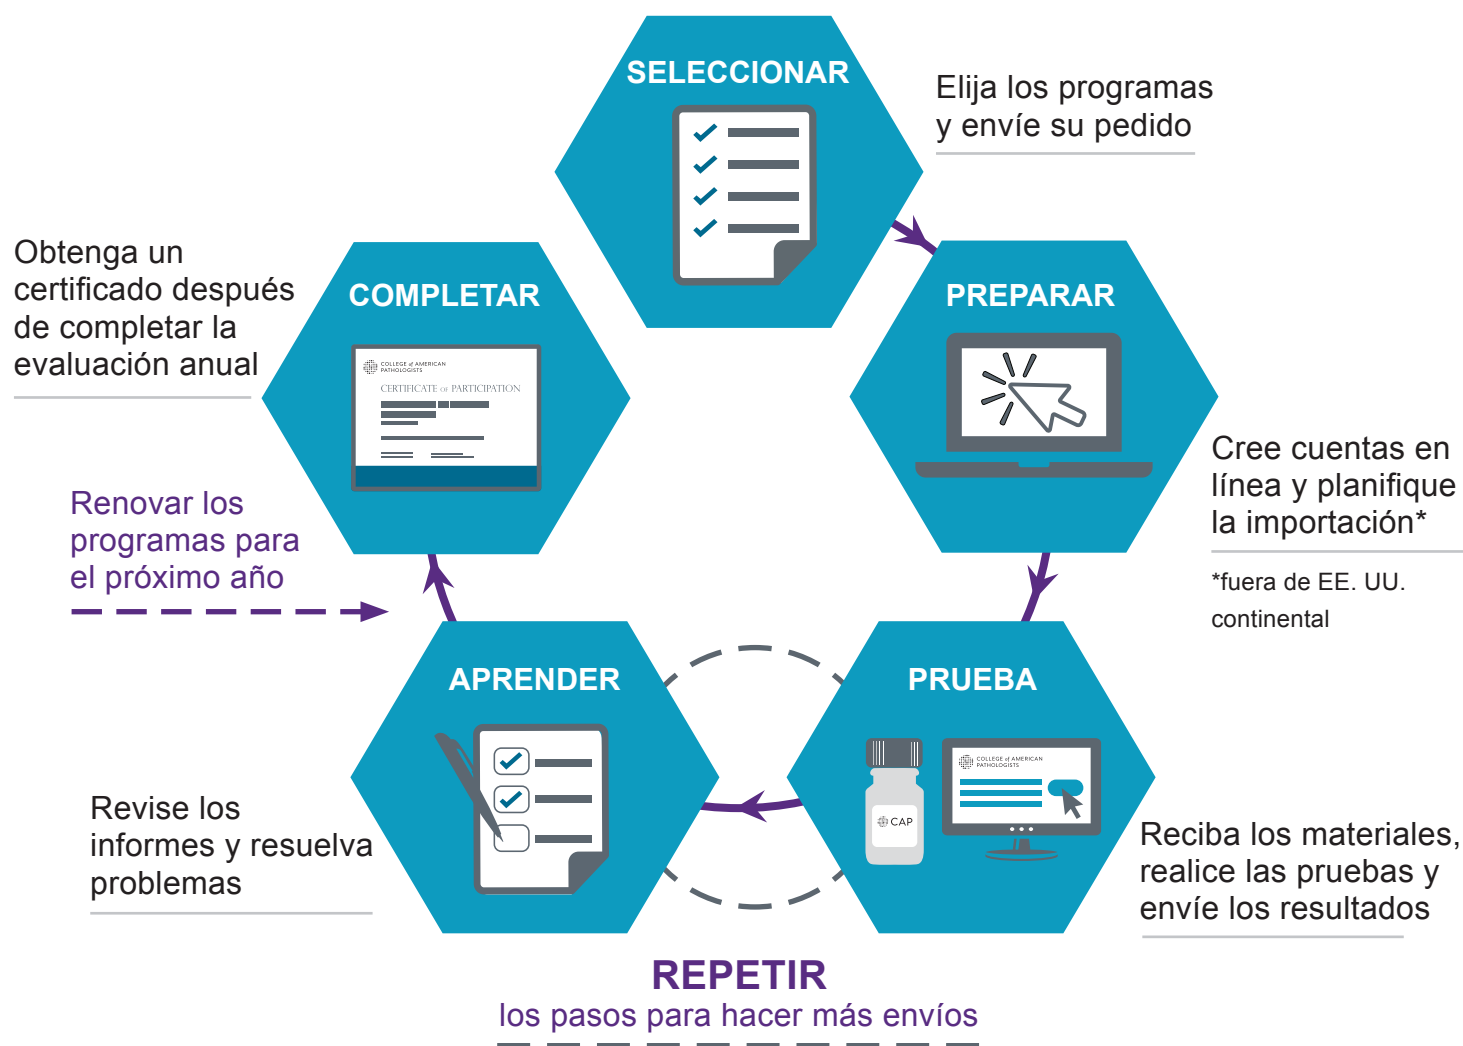 SELECCIONAR
Elija los programas
y envíe su pedido
PREPARAR
Cree cuentas en
línea y planifique
la importación*
*fuera de EE. UU.
continental
PRUEBA
CAP
COLLEGE of AMERICAN
PATHOLOGISTS
Reciba los materiales,
realice las pruebas y
envíe los resultados
APRENDER
Revise los
informes y resuelva
problemas
REPETIR
los pasos para hacer más envíos
COMPLETAR
COLLEGE of AMERICAN
PATHOLOGISTS
CERTIFICATE OF PARTICIPATION
Obtenga un
certificado después
de completar la
evaluación anual
Renovar los
programas para
el próximo año